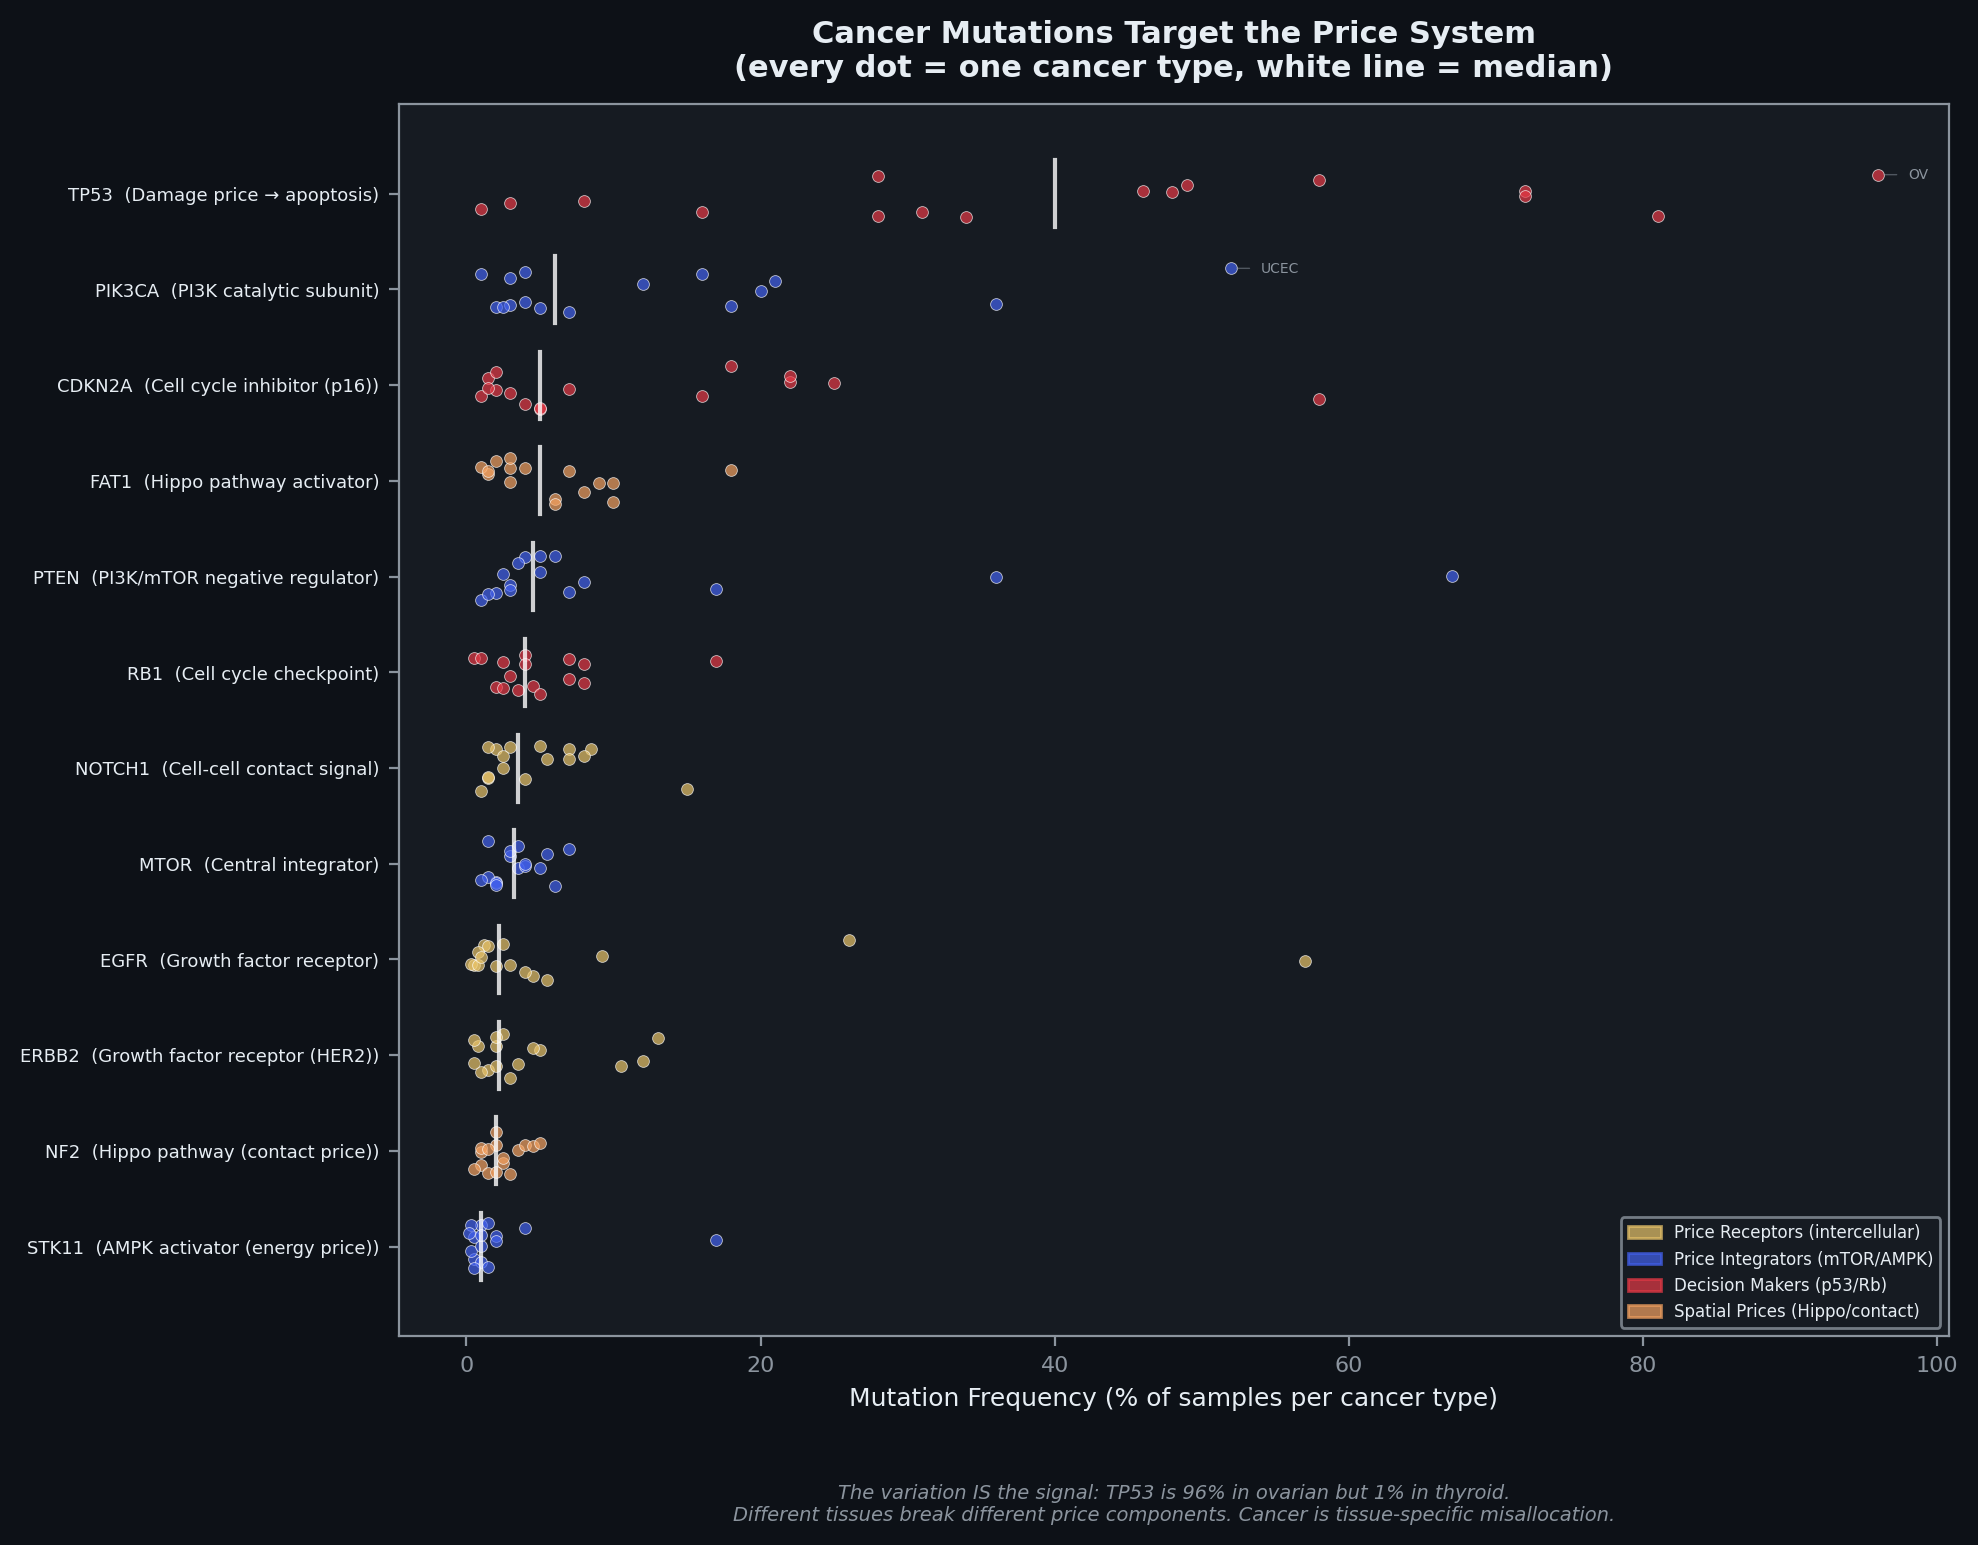 Cancer Mutations Target the Price System
(every dot = one cancer type, white line = median)
TP53 (Damage price → apoptosis)
OV
PIK3CA (PI3K catalytic subunit)
UCEC
CDKN2A (Cell cycle inhibitor (p16))
FAT1 (Hippo pathway activator)
PTEN (PI3K/mTOR negative regulator)
RB1 (Cell cycle checkpoint)
NOTCH1 (Cell-cell contact signal)
MTOR (Central integrator)
EGFR (Growth factor receptor)
ERBB2 (Growth factor receptor (HER2))
NF2 (Hippo pathway (contact price))
STK11 (AMPK activator (energy price))
Price Receptors (intercellular)
Price Integrators (mTOR/AMPK)
Decision Makers (p53/Rb)
Spatial Prices (Hippo/contact)
0 20 40 60 80 100
Mutation Frequency (% of samples per cancer type)
The variation IS the signal: TP53 is 96% in ovarian but 1% in thyroid.
Different tissues break different price components. Cancer is tissue-specific misallocation.